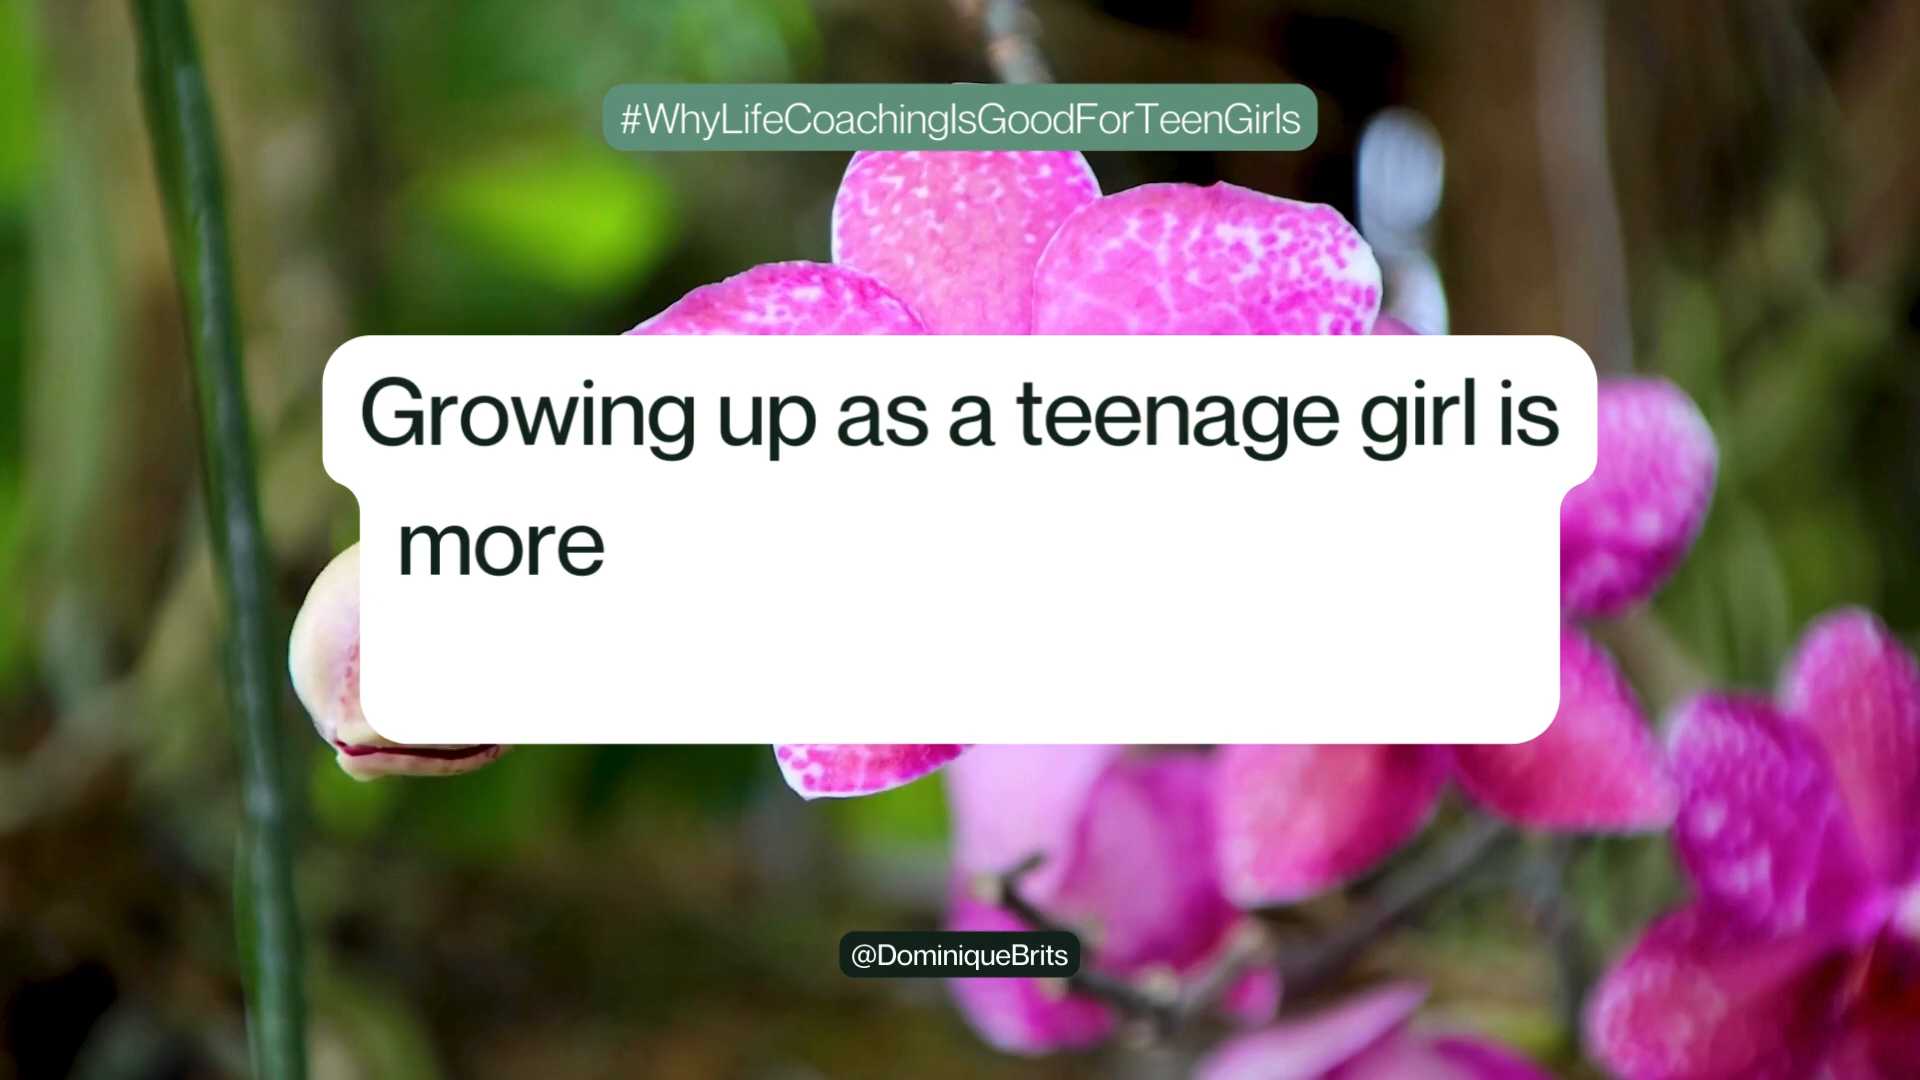 #WhyLifeCoachingIsGoodForTeenGirls
Growing up as a teenage girl is
more
@DominiqueBrits